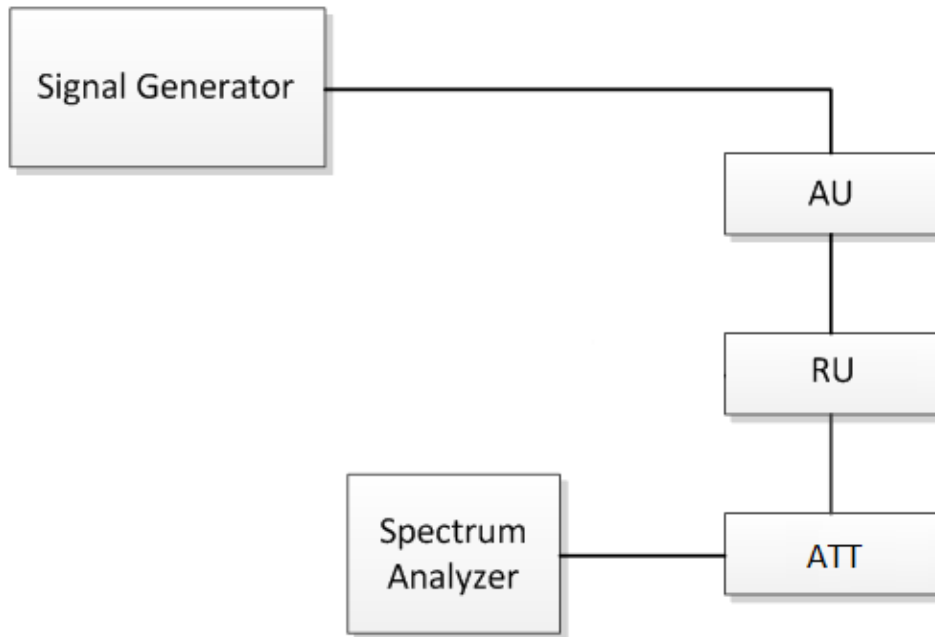 Signal Generator
AU
RU
Spectrum
Analyzer
ATT